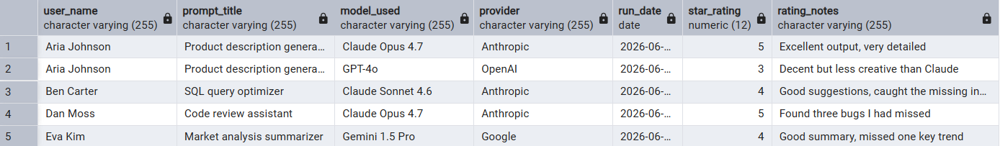 user_name prompt_title model_used provider run_date star_rating rating_notes
character varying (255) character varying (255) character varying (255) character varying (255) date numeric (12) character varying (255)
1 Aria Johnson Product description genera... Claude Opus 4.7 Anthropic 2026-06-... 5 Excellent output, very detailed
2 Aria Johnson Product description genera... GPT-4o OpenAI 2026-06-... 3 Decent but less creative than Claude
3 Ben Carter SQL query optimizer Claude Sonnet 4.6 Anthropic 2026-06-... 4 Good suggestions, caught the missing in...
4 Dan Moss Code review assistant Claude Opus 4.7 Anthropic 2026-06-... 5 Found three bugs I had missed
5 Eva Kim Market analysis summarizer Gemini 1.5 Pro Google 2026-06-... 4 Good summary, missed one key trend